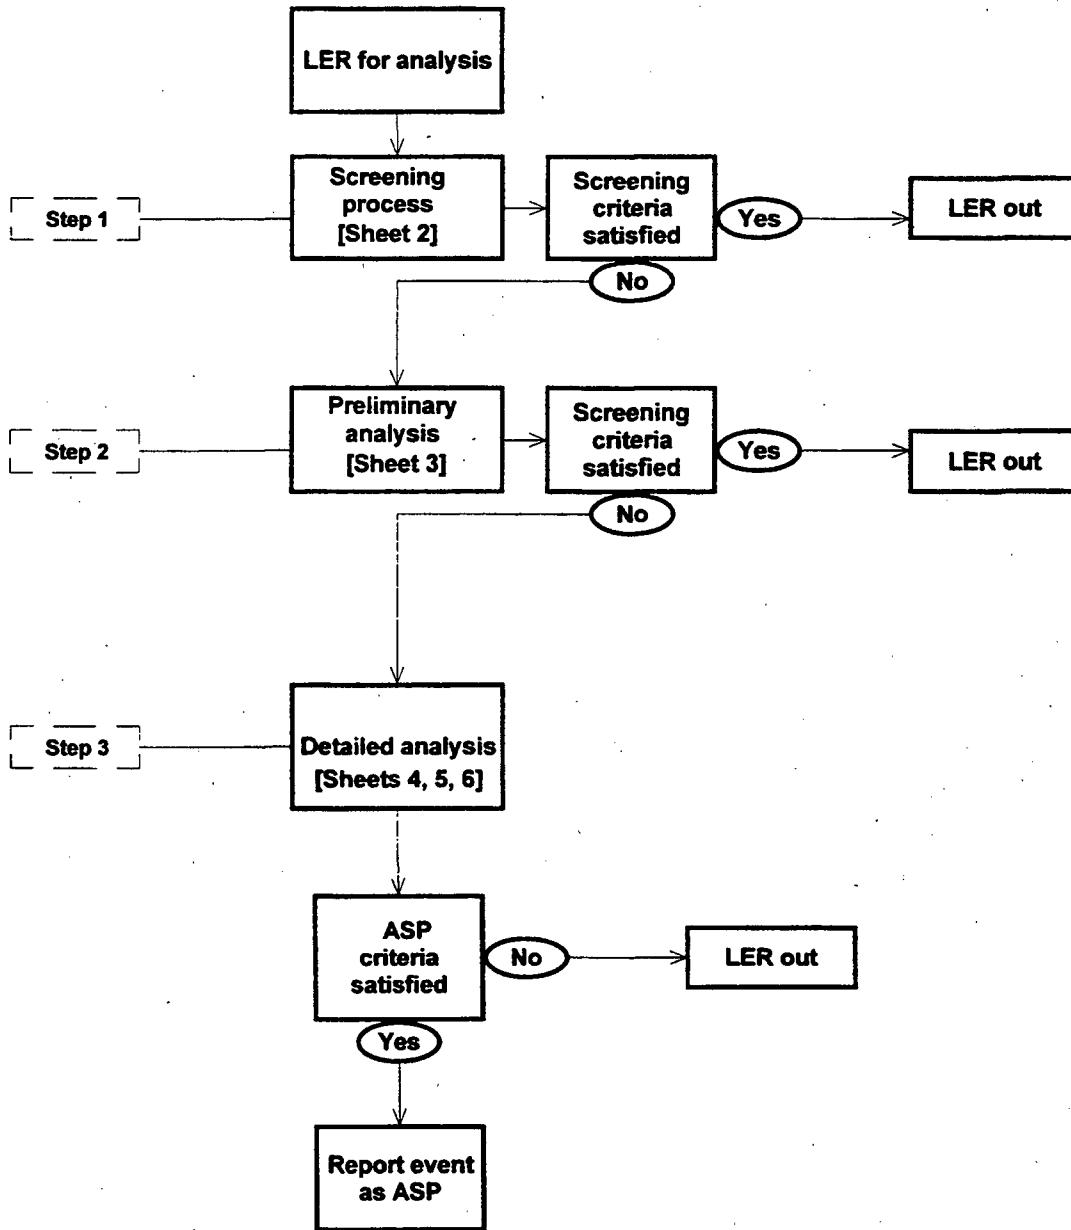 LER for analysis
Step 1
Screening
process
[Sheet 2]
Screening
criteria
satisfied
Yes
LER out
No
Step 2
Preliminary
analysis
[Sheet 3]
Screening
criteria
satisfied
Yes
LER out
No
Step 3
Detailed analysis
[Sheets 4, 5, 6]
ASP
criteria
satisfied
No
LER out
Yes
Report event
as ASP